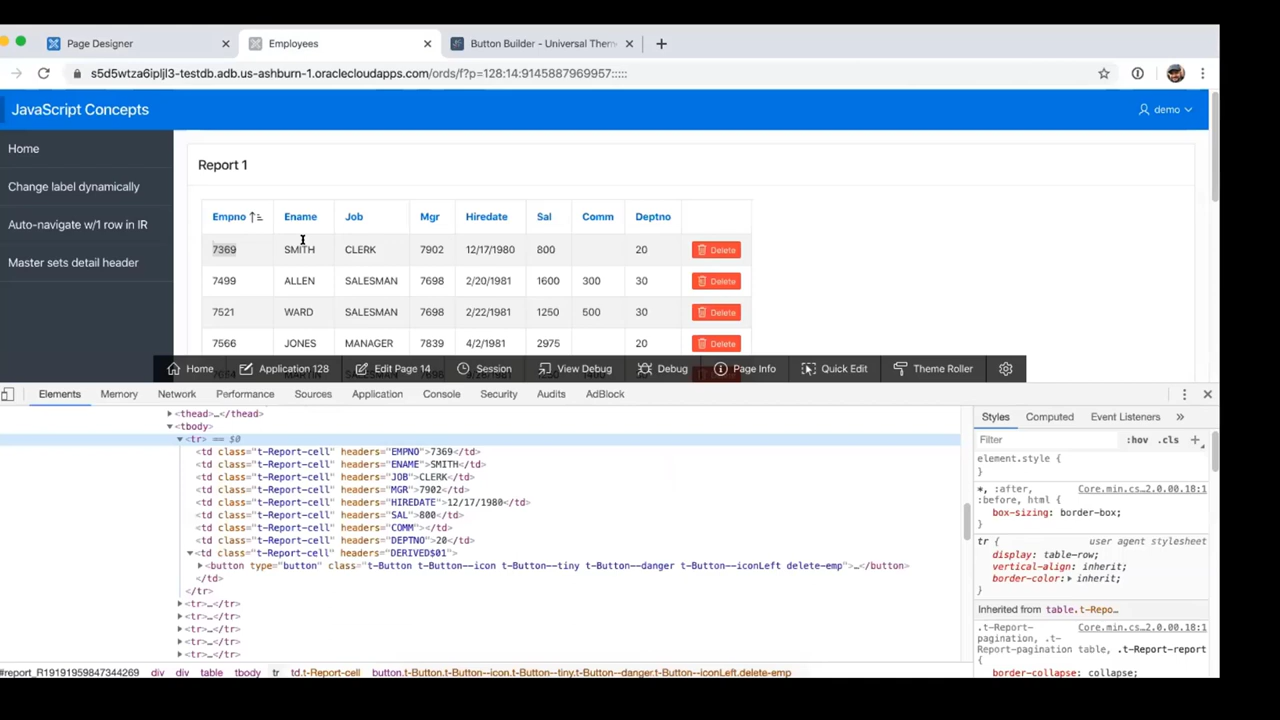 Page Designer
Employees
Button Builder - Universal Them
s5d5wtza6ipljl3-testdb.adb.us-ashburn-1.oraclecloudapps.com/ords/f?p=128:14:9145887969957:::::
JavaScript Concepts
demo
Home
Change label dynamically
Auto-navigate w/1 row in IR
Master sets detail header
Report 1
Empno Ename Job Mgr Hiredate Sal Comm Deptno
7369 SMITH CLERK 7902 12/17/1980 800 20 Delete
7499 ALLEN SALESMAN 7698 2/20/1981 1600 300 30 Delete
7521 WARD SALESMAN 7698 2/22/1981 1250 500 30 Delete
7566 JONES MANAGER 7839 4/2/1981 2975 20 Delete
Home Application 128 Edit Page 14 Session View Debug Debug Page Info Quick Edit Theme Roller
Elements Memory Network Performance Sources Application Console Security Audits AdBlock
<thead>…</thead>
<tbody>
<tr> == $0
<td class="t-Report-cell" headers="EMPNO">7369</td>
<td class="t-Report-cell" headers="ENAME">SMITH</td>
<td class="t-Report-cell" headers="JOB">CLERK</td>
<td class="t-Report-cell" headers="MGR">7902</td>
<td class="t-Report-cell" headers="HIREDATE">12/17/1980</td>
<td class="t-Report-cell" headers="SAL">800</td>
<td class="t-Report-cell" headers="COMM"></td>
<td class="t-Report-cell" headers="DEPTNO">20</td>
<td class="t-Report-cell" headers="DERIVED$01">
<button type="button" class="t-Button t-Button--icon t-Button--tiny t-Button--danger t-Button--iconLeft delete-emp">…</button>
</td>
</tr>
<tr>…</tr>
<tr>…</tr>
<tr>…</tr>
<tr>…</tr>
<tr>…</tr>
#report_R19191959847344269 div div table tbody tr td.t-Report-cell button.t-Button.t-Button--icon.t-Button--tiny.t-Button--danger.t-Button--iconLeft.delete-emp
Styles Computed Event Listeners »
Filter :hov .cls +
element.style {
}
*, :after, Core.min.cs…2.0.00.18:1
:before, html {
box-sizing: border-box;
}
tr { user agent stylesheet
display: table-row;
vertical-align: inherit;
border-color: inherit;
}
Inherited from table.t-Repo…
.t-Report- Core.min.cs…2.0.00.18:1
pagination, .t-
Report-pagination table, .t-Report-report
{
border-collapse: collapse;